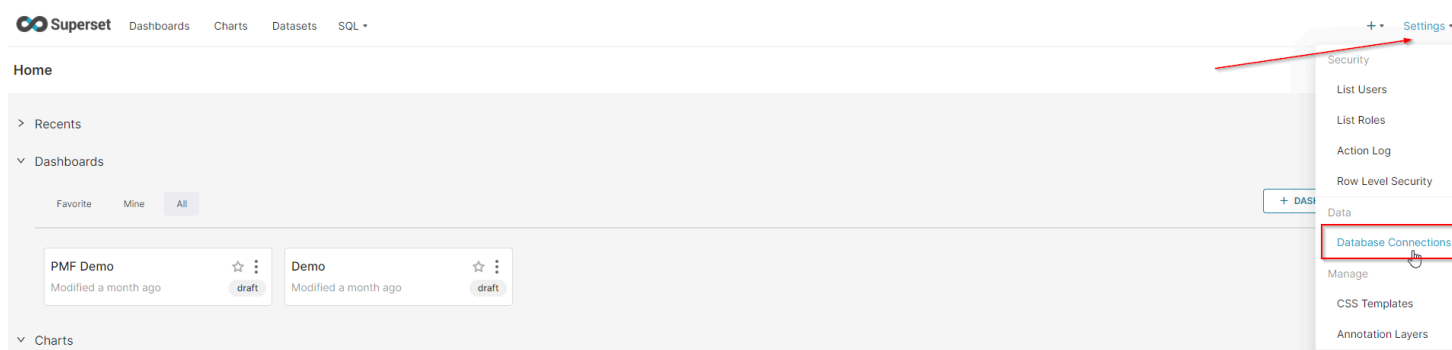 Superset Dashboards Charts Datasets SQL
+ Settings
Home
Security
List Users
List Roles
Action Log
Row Level Security
Data
Database Connections
Manage
CSS Templates
Annotation Layers
Recents
Dashboards
Favorite Mine All
+ DASH
PMF Demo
Modified a month ago draft
Demo
Modified a month ago draft
Charts